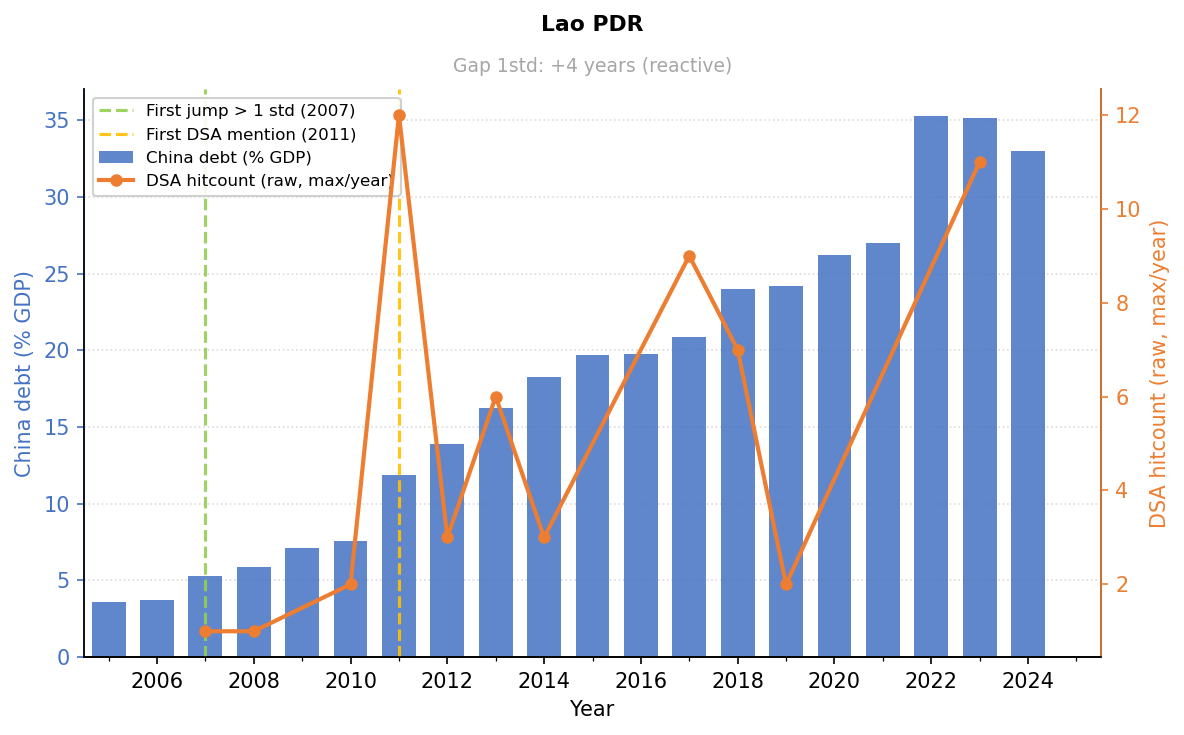 Lao PDR
Gap 1std: +4 years (reactive)
First jump > 1 std (2007)
First DSA mention (2011)
China debt (% GDP)
DSA hitcount (raw, max/year)
China debt (% GDP)
35
30
25
20
15
10
5
0
12
10
8
6
4
2
DSA hitcount (raw, max/year)
2006 2008 2010 2012 2014 2016 2018 2020 2022 2024
Year